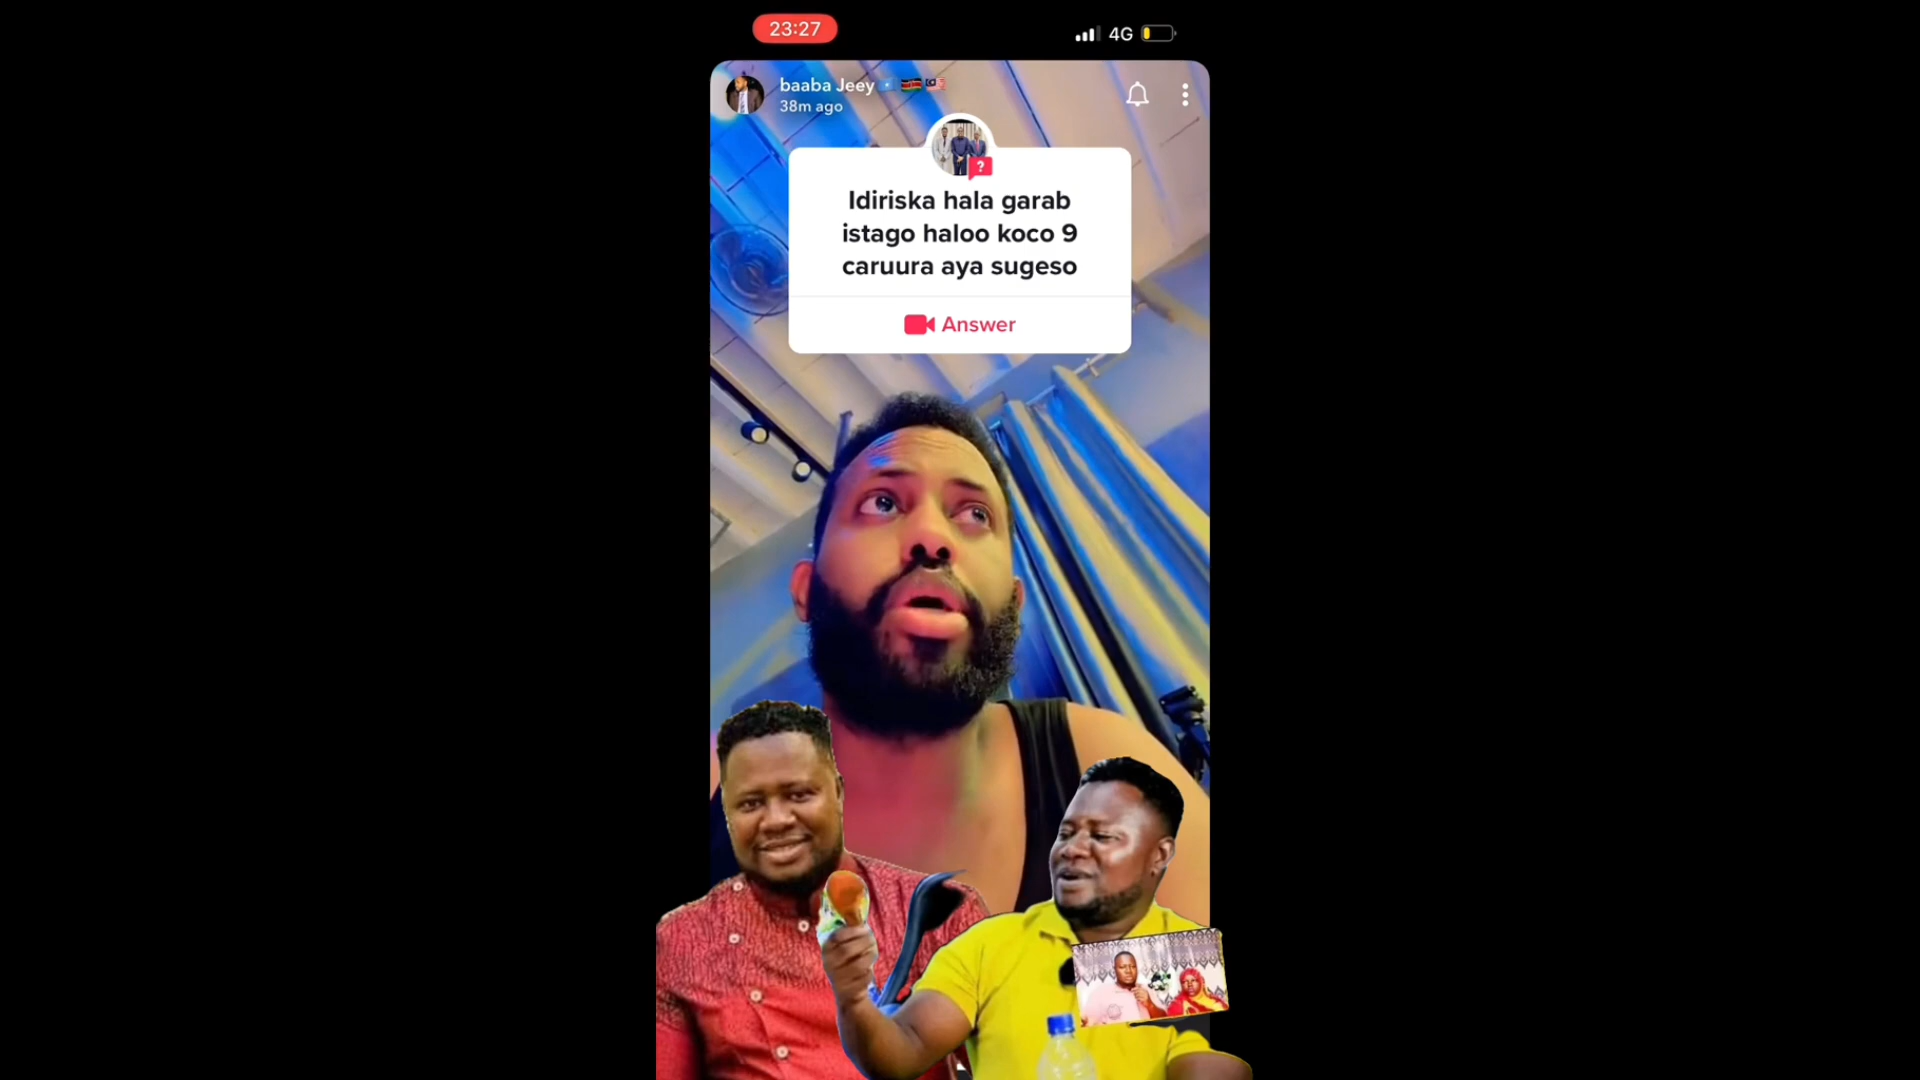 23:27
4G
baaba Jeey🇸🇴🇰🇪🇲🇾
38m ago
?
Idiriska hala garab
istago haloo koco 9
caruura aya sugeso
Answer